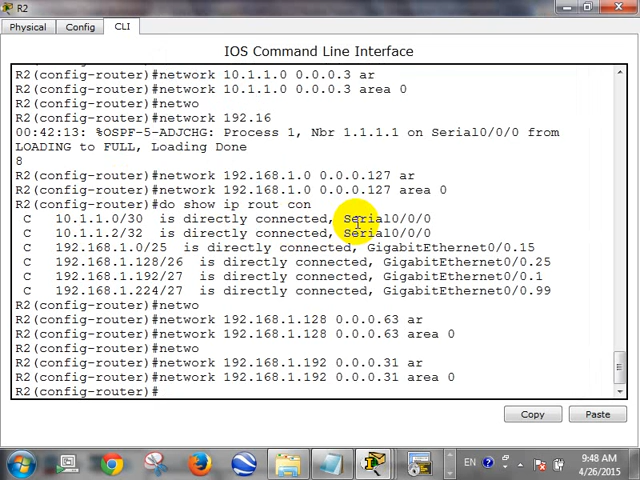 R2
Physical
Config
CLI
IOS Command Line Interface
R2(config-router)#network 10.1.1.0 0.0.0.3 ar
R2(config-router)#network 10.1.1.0 0.0.0.3 area 0
R2(config-router)#netwo
R2(config-router)#network 192.16
00:42:13: %OSPF-5-ADJCHG: Process 1, Nbr 1.1.1.1 on Serial0/0/0 from
LOADING to FULL, Loading Done
8
R2(config-router)#network 192.168.1.0 0.0.0.127 ar
R2(config-router)#network 192.168.1.0 0.0.0.127 area 0
R2(config-router)#do show ip rout con
C 10.1.1.0/30 is directly connected, Serial0/0/0
C 10.1.1.2/32 is directly connected, Serial0/0/0
C 192.168.1.0/25 is directly connected, GigabitEthernet0/0.15
C 192.168.1.128/26 is directly connected, GigabitEthernet0/0.25
C 192.168.1.192/27 is directly connected, GigabitEthernet0/0.1
C 192.168.1.224/27 is directly connected, GigabitEthernet0/0.99
R2(config-router)#netwo
R2(config-router)#network 192.168.1.128 0.0.0.63 ar
R2(config-router)#network 192.168.1.128 0.0.0.63 area 0
R2(config-router)#netwo
R2(config-router)#network 192.168.1.192 0.0.0.31 ar
R2(config-router)#network 192.168.1.192 0.0.0.31 area 0
R2(config-router)#
Copy
Paste
EN
9:48 AM
4/26/2015